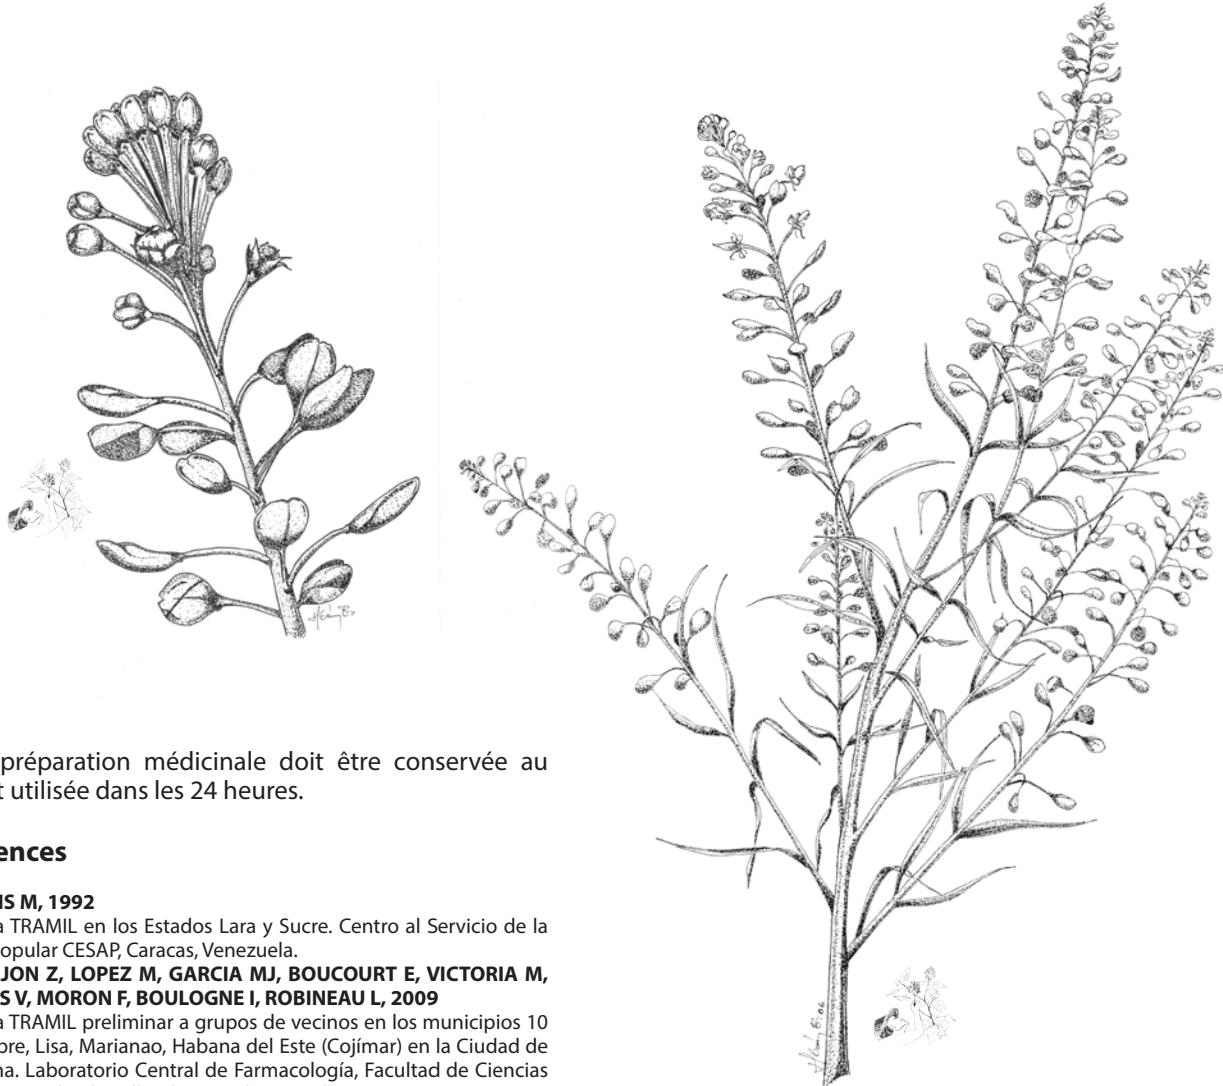 préparation médicinale doit être conservée au
t utilisée dans les 24 heures.
ences
IS M, 1992
a TRAMIL en los Estados Lara y Sucre. Centro al Servicio de la
opular CESAP, Caracas, Venezuela.
JON Z, LOPEZ M, GARCIA MJ, BOUCOURT E, VICTORIA M,
S V, MORON F, BOULOGNE I, ROBINEAU L, 2009
a TRAMIL preliminar a grupos de vecinos en los municipios 10
bre, Lisa, Marianao, Habana del Este (Cojímar) en la Ciudad de
na. Laboratorio Central de Farmacología, Facultad de Ciencias